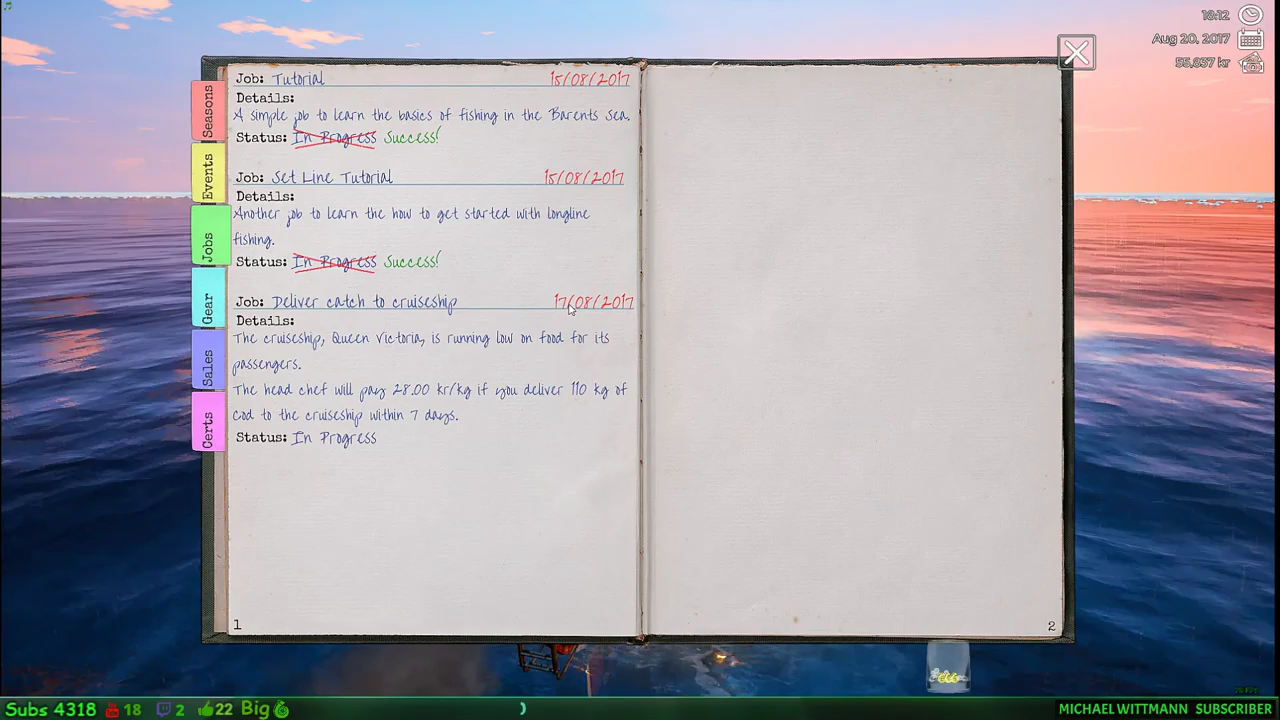 18:12
Aug 20, 2017
55,637 kr
Seasons
Events
Jobs
Gear
Sales
Certs
Job: Tutorial 15/08/2017
Details:
A simple job to learn the basics of fishing in the Barents Sea.
Status: In Progress Success!
Job: Set Line Tutorial 15/08/2017
Details:
Another job to learn the how to get started with longline
fishing.
Status: In Progress Success!
Job: Deliver catch to cruiseship 17/08/2017
Details:
The cruiseship, Queen Victoria, is running low on food for its
passengers.
The head chef will pay 28.00 kr/kg if you deliver 110 kg of
Cod to the cruiseship within 7 days.
Status: In Progress
1
2
Subs 4318 18 2 22 Big
MICHAEL WITTMANN SUBSCRIBER